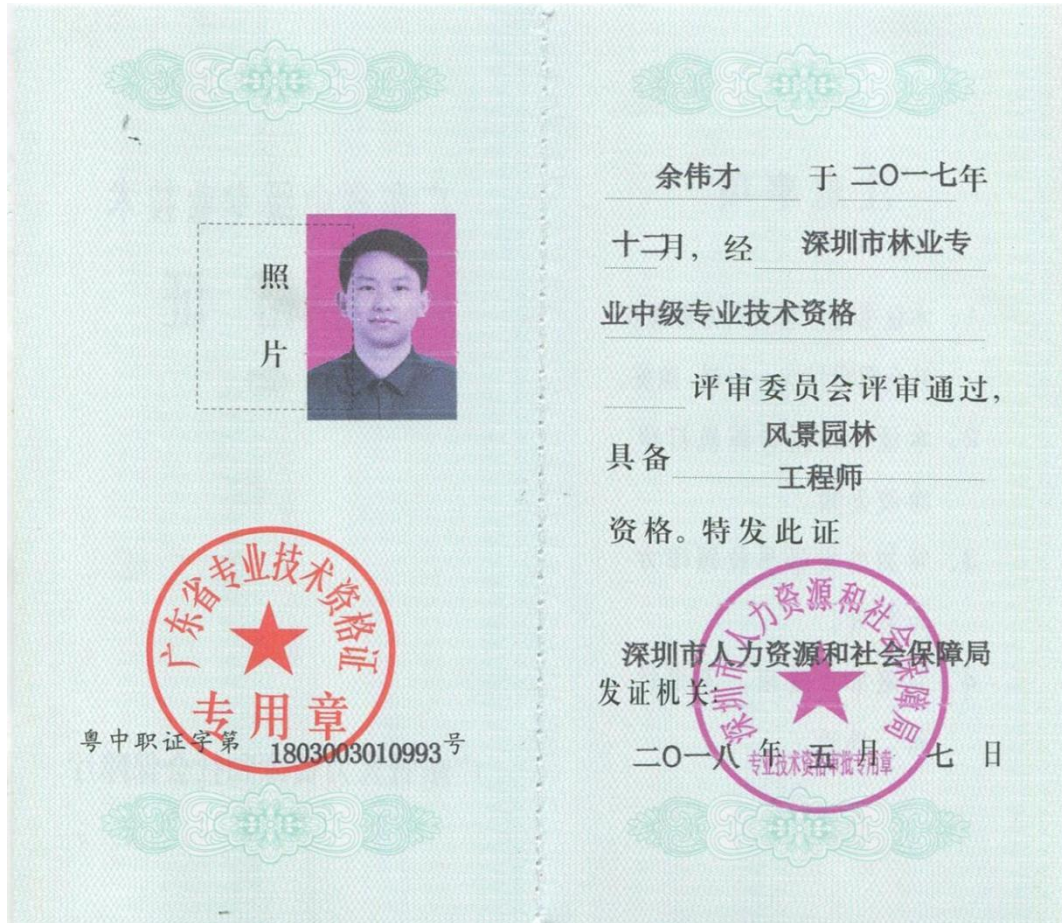 照
片
广东省专业技术资格证
专用章
粤中职证字第 1803003010993号
余伟才 于 二〇一七年
十二月，经 深圳市林业专
业中级专业技术资格
评审委员会评审通过，
具备 风景园林
工程师
资格。特发此证
深圳市人力资源和社会保障局
深圳市人力资源和社会保障局
发证机关：
专业技术资格审批专用章
二〇一八 年 五 月 七 日